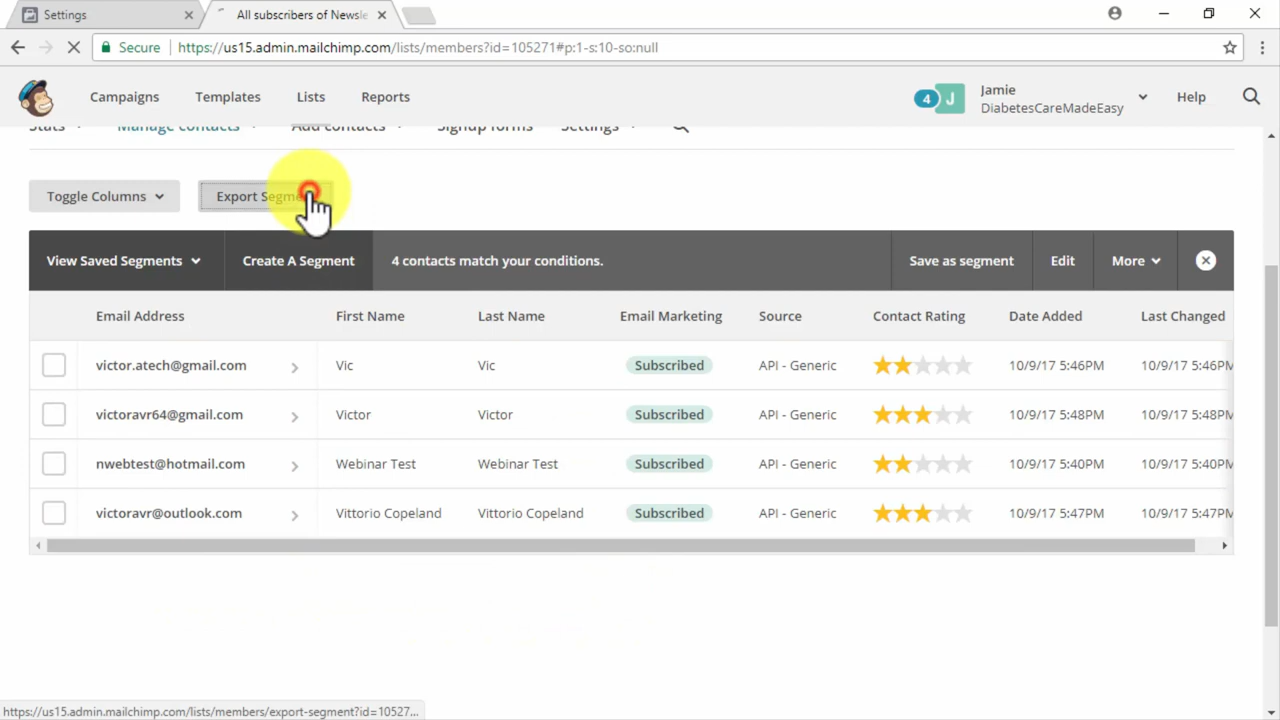 Settings
All subscribers of Newsle
Secure
https://us15.admin.mailchimp.com/lists/members?id=105271#p:1-s:10-so:null
Campaigns
Templates
Lists
Reports
4
J
Jamie
DiabetesCareMadeEasy
Help
Stats
Manage contacts
Add contacts
Signup forms
Settings
Toggle Columns
Export Segme
View Saved Segments
Create A Segment
4 contacts match your conditions.
Save as segment
Edit
More
Email Address First Name Last Name Email Marketing Source Contact Rating Date Added Last Changed
victor.atech@gmail.com Vic Vic Subscribed API - Generic 10/9/17 5:46PM 10/9/17 5:46PM
victoravr64@gmail.com Victor Victor Subscribed API - Generic 10/9/17 5:48PM 10/9/17 5:48PM
nwebtest@hotmail.com Webinar Test Webinar Test Subscribed API - Generic 10/9/17 5:40PM 10/9/17 5:40PM
victoravr@outlook.com Vittorio Copeland Vittorio Copeland Subscribed API - Generic 10/9/17 5:47PM 10/9/17 5:47PM
https://us15.admin.mailchimp.com/lists/members/export-segment?id=10527...